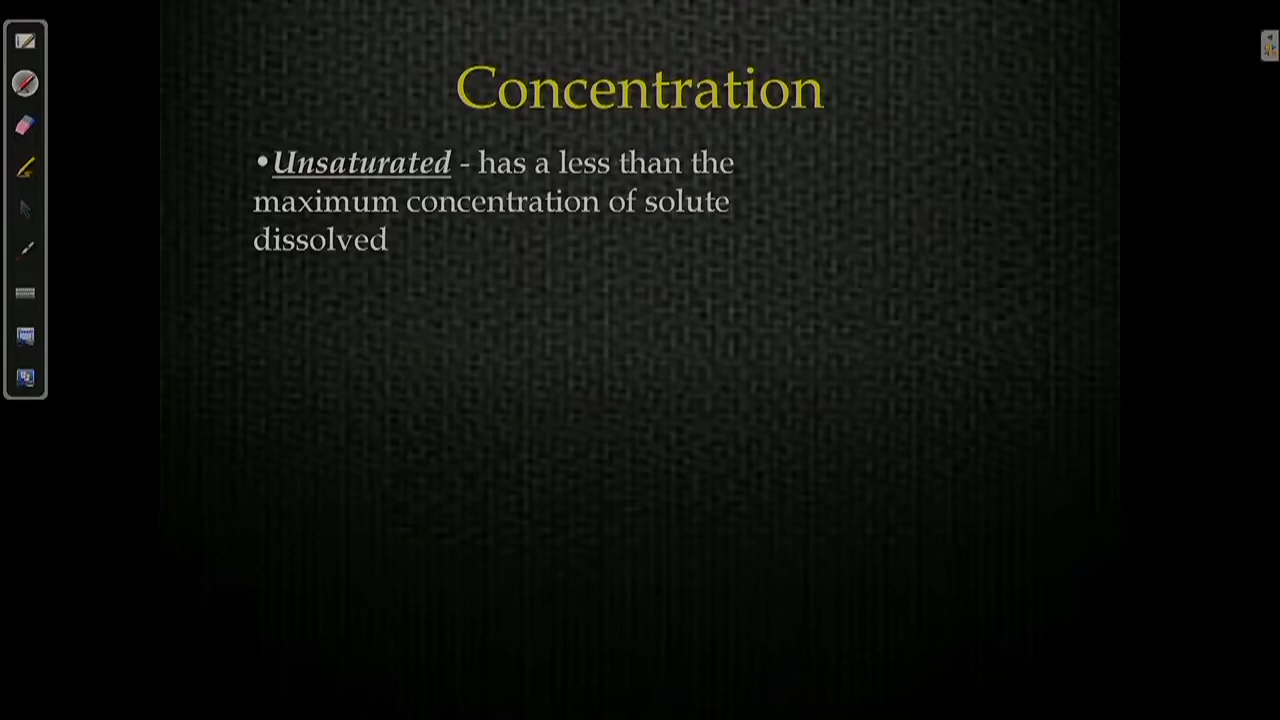 Concentration
•Unsaturated - has a less than the
maximum concentration of solute
dissolved